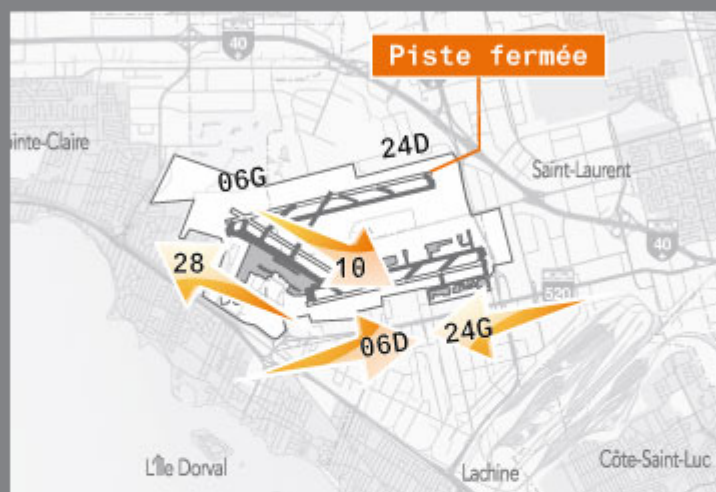 40
Piste fermée
ointe-Claire
24D
Saint-Laurent
06G
40
28
10
520
06D
24G
L'Île Dorval
Lachine
Côte-Saint-Luc